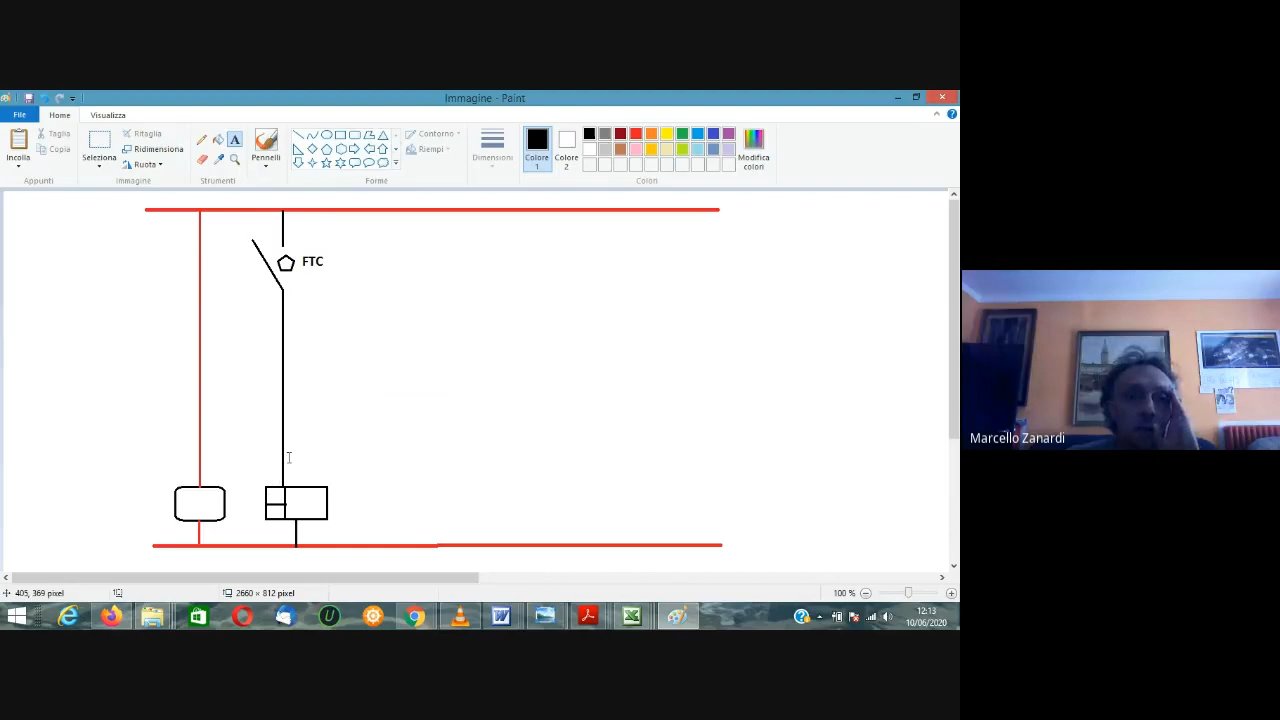 Immagine - Paint
File
Home
Visualizza
Incolla
Taglia
Copia
Appunti
Seleziona
Ritaglia
Ridimensiona
Ruota
Immagine
Strumenti
Pennelli
Contorno
Riempi
Forme
Dimensioni
Colore 1
Colore 2
Modifica colori
Colori
FTC
Marcello Zanardi
405, 369 pixel
2660 × 812 pixel
100 %
12:13
10/06/2020